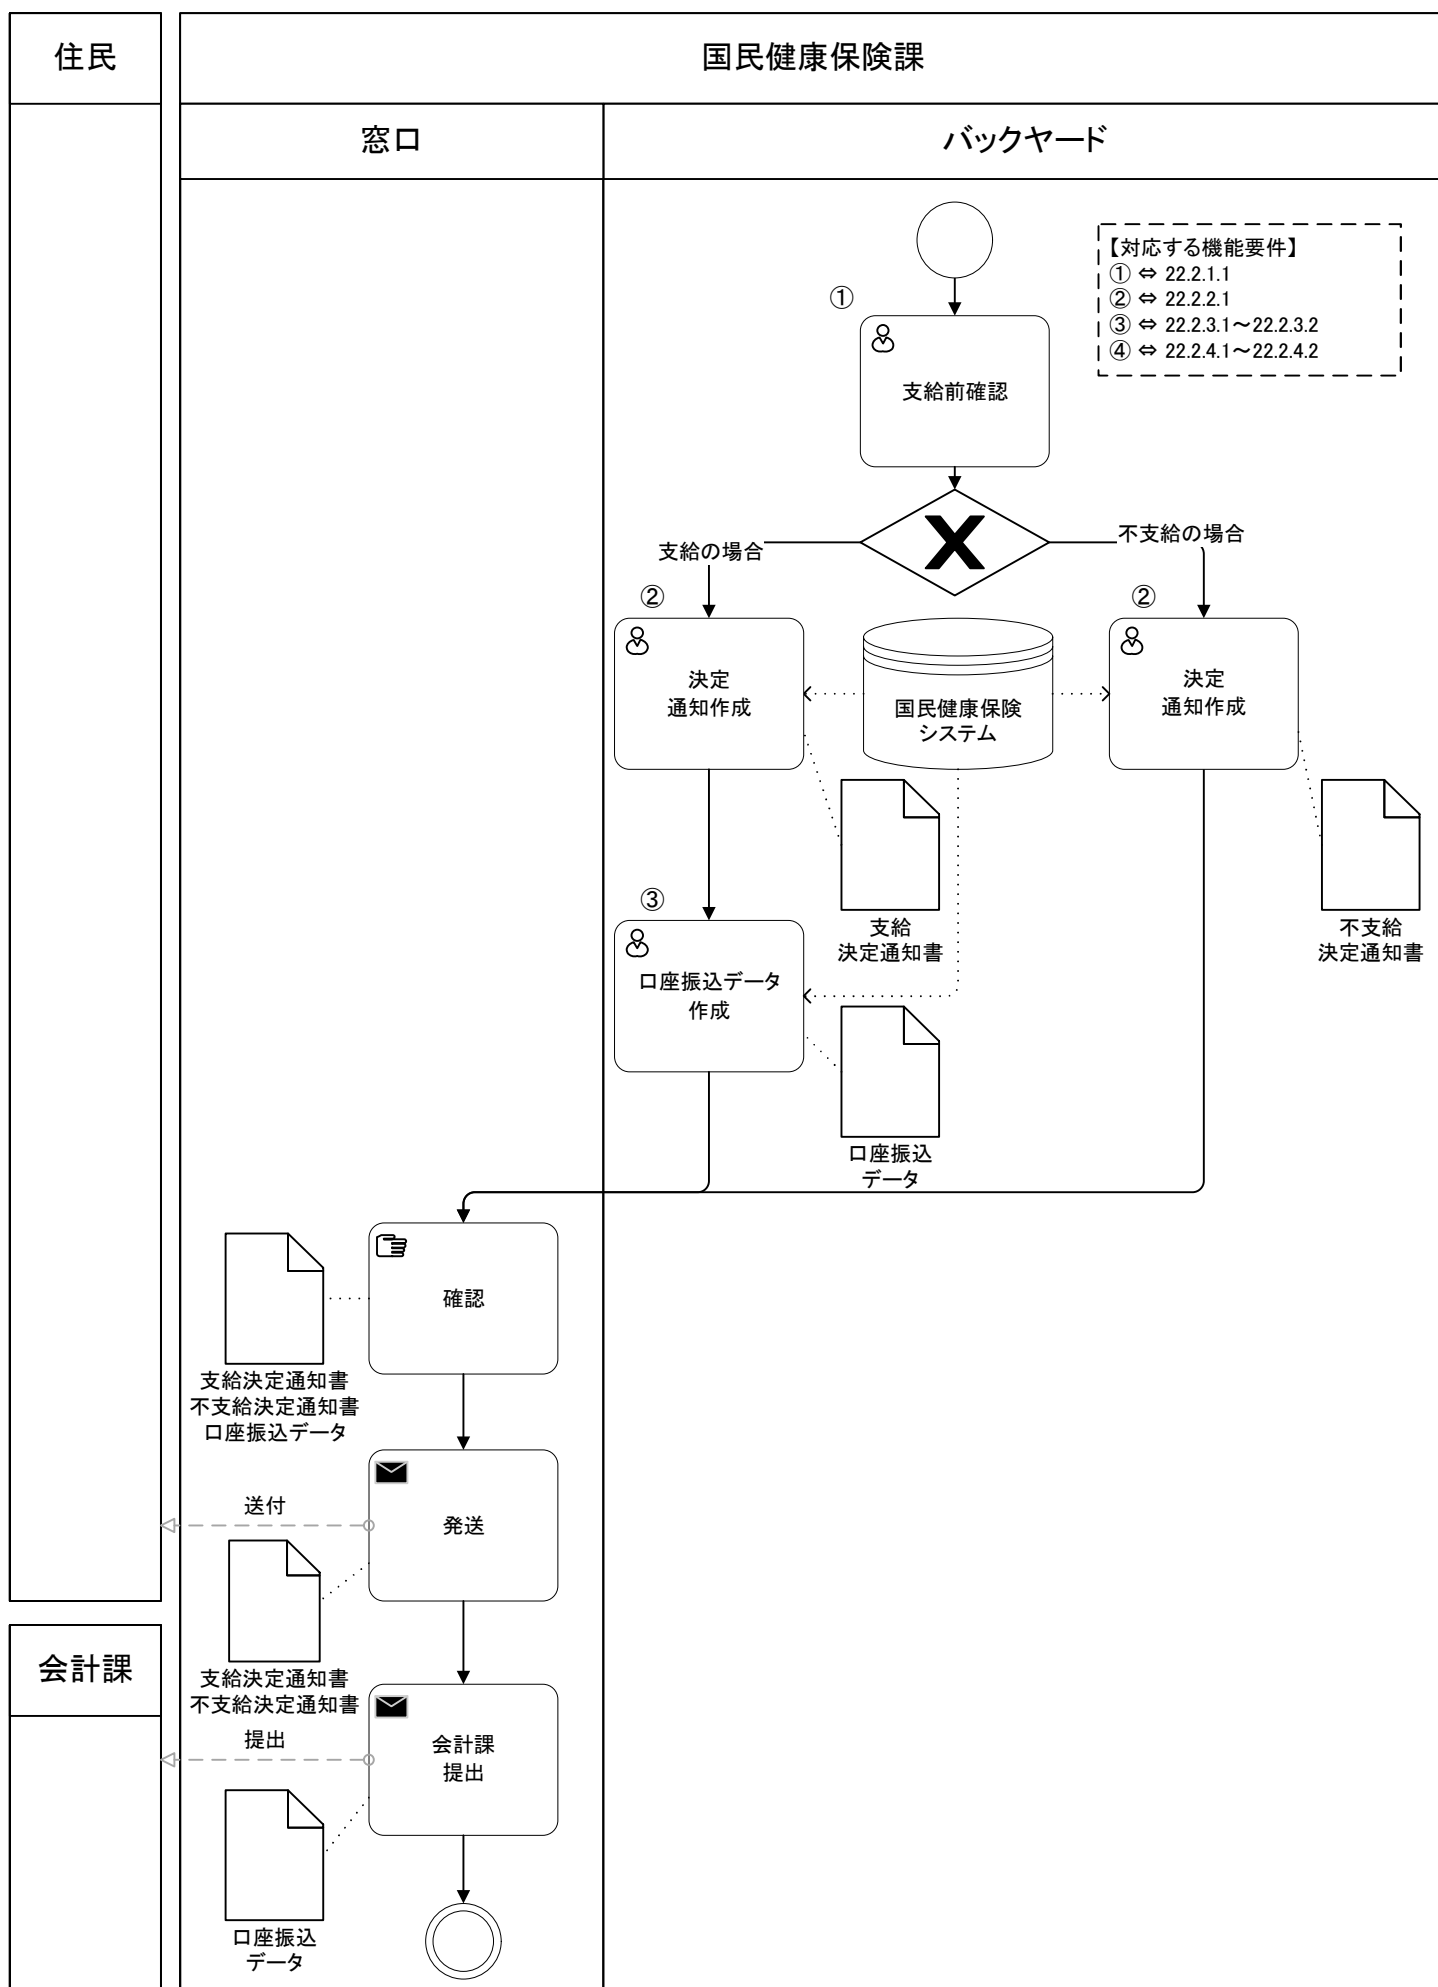 住民
国民健康保険課
窓口
バックヤード
【対応する機能要件】
① ⇔ 22.2.1.1
② ⇔ 22.2.2.1
③ ⇔ 22.2.3.1～22.2.3.2
④ ⇔ 22.2.4.1～22.2.4.2
①
支給前確認
支給の場合
不支給の場合
②
決定
通知作成
国民健康保険
システム
②
決定
通知作成
支給
決定通知書
不支給
決定通知書
③
口座振込データ
作成
口座振込
データ
確認
支給決定通知書
不支給決定通知書
口座振込データ
送付
発送
支給決定通知書
不支給決定通知書
会計課
提出
会計課
提出
口座振込
データ